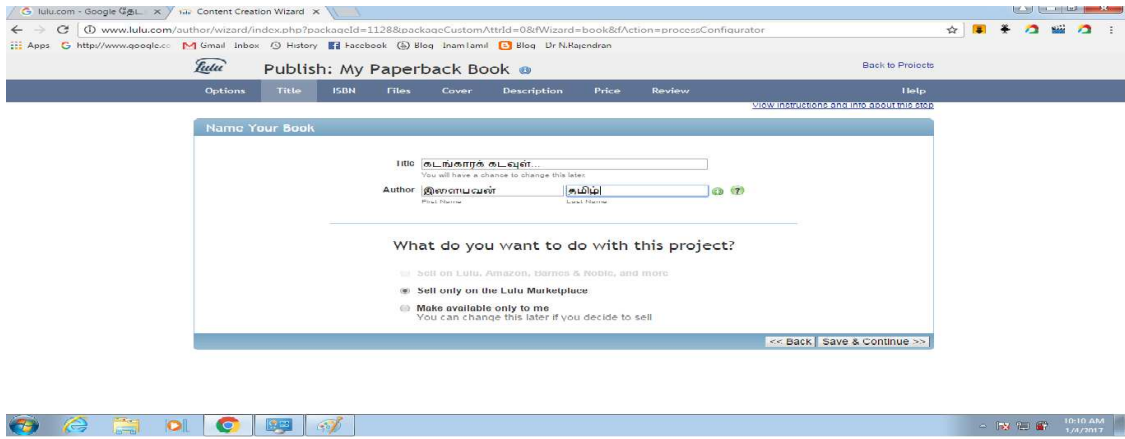 lulu.com - Google தேட... Content Creation Wizard
www.lulu.com/author/wizard/index.php?packageId=1128&packageCustomAttrId=0&fWizard=book&fAction=processConfigurator
Apps http://www.google.cc Gmail Inbox History Facebook Blog InamTamil Blog Dr N.Rajendran
Lulu Publish: My Paperback Book Back to Projects
Options Title ISBN Files Cover Description Price Review Help
View instructions and info about this step
Name Your Book
Title கடங்காரக் கடவுள்...
You will have a chance to change this later.
Author இளையவன் தமிழ்
First Name Last Name
What do you want to do with this project?
Sell on Lulu, Amazon, Barnes & Noble, and more
Sell only on the Lulu Marketplace
Make available only to me
You can change this later if you decide to sell
<< Back Save & Continue >>
10:10 AM
1/4/2017